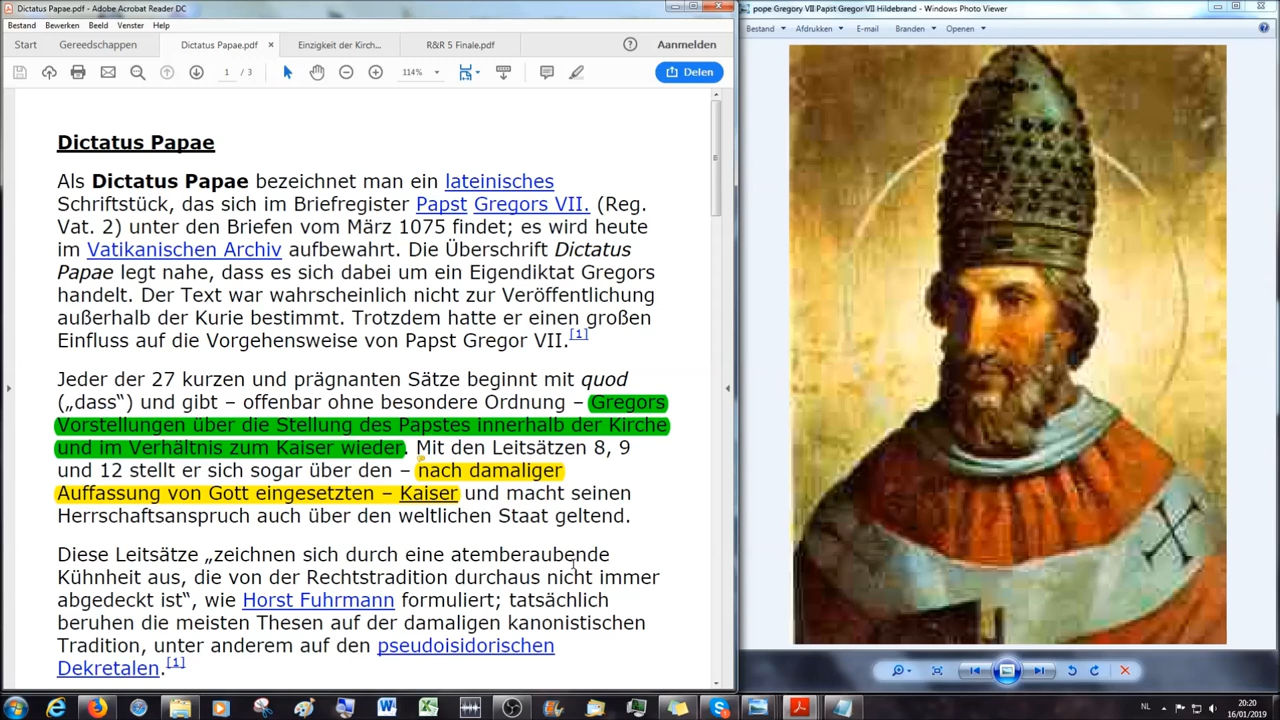 Dictatus Papae.pdf - Adobe Acrobat Reader DC
Bestand Bewerken Beeld Venster Help
Start Gereedschappen Dictatus Papae.pdf × Einzigkeit der Kirch... R&R 5 Finale.pdf Aanmelden
1 / 3 114% Delen
Dictatus Papae
Als Dictatus Papae bezeichnet man ein lateinisches
Schriftstück, das sich im Briefregister Papst Gregors VII. (Reg.
Vat. 2) unter den Briefen vom März 1075 findet; es wird heute
im Vatikanischen Archiv aufbewahrt. Die Überschrift Dictatus
Papae legt nahe, dass es sich dabei um ein Eigendiktat Gregors
handelt. Der Text war wahrscheinlich nicht zur Veröffentlichung
außerhalb der Kurie bestimmt. Trotzdem hatte er einen großen
Einfluss auf die Vorgehensweise von Papst Gregor VII.[1]
Jeder der 27 kurzen und prägnanten Sätze beginnt mit quod
(„dass“) und gibt – offenbar ohne besondere Ordnung – Gregors
Vorstellungen über die Stellung des Papstes innerhalb der Kirche
und im Verhältnis zum Kaiser wieder. Mit den Leitsätzen 8, 9
und 12 stellt er sich sogar über den – nach damaliger
Auffassung von Gott eingesetzten – Kaiser und macht seinen
Herrschaftsanspruch auch über den weltlichen Staat geltend.
Diese Leitsätze „zeichnen sich durch eine atemberaubende
Kühnheit aus, die von der Rechtstradition durchaus nicht immer
abgedeckt ist“, wie Horst Fuhrmann formuliert; tatsächlich
beruhen die meisten Thesen auf der damaligen kanonistischen
Tradition, unter anderem auf den pseudoisidorischen
Dekretalen.[1]
pope Gregory VII Papst Gregor VII Hildebrand - Windows Photo Viewer
Bestand Afdrukken E-mail Branden Openen
NL 20:20
16/01/2019